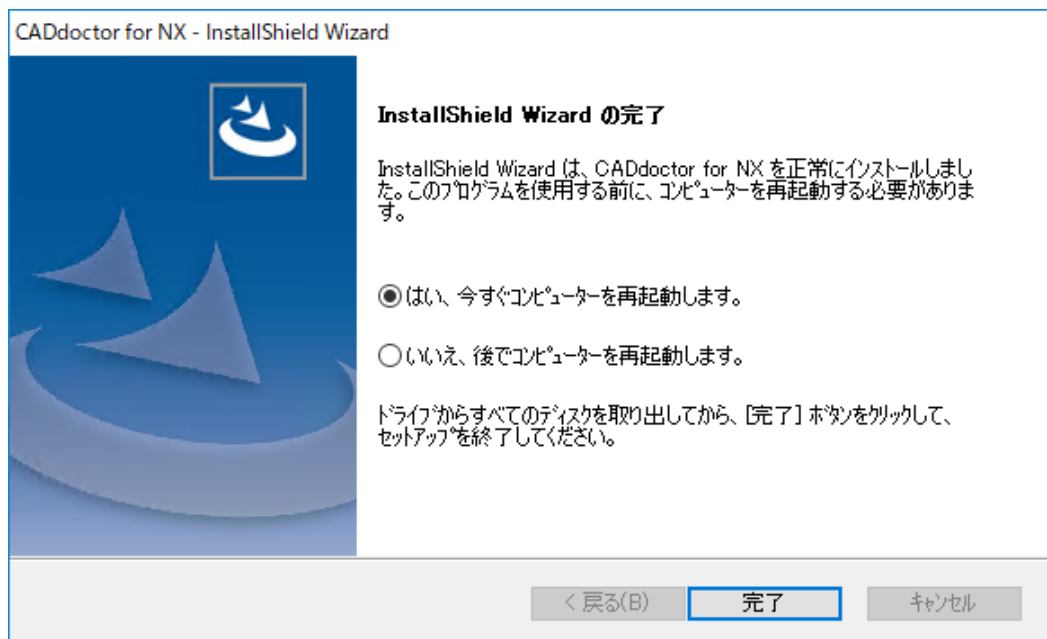 CADdoctor for NX - InstallShield Wizard
InstallShield Wizard の完了
InstallShield Wizard は、CADdoctor for NX を正常にインストールしまし
た。このプログラムを使用する前に、コンピューターを再起動する必要がありま
す。
はい、今すぐコンピューターを再起動します。
いいえ、後でコンピューターを再起動します。
ドライブからすべてのディスクを取り出してから、[完了] ボタンをクリックして、
セットアップを終了してください。
< 戻る(B)
完了
キャンセル